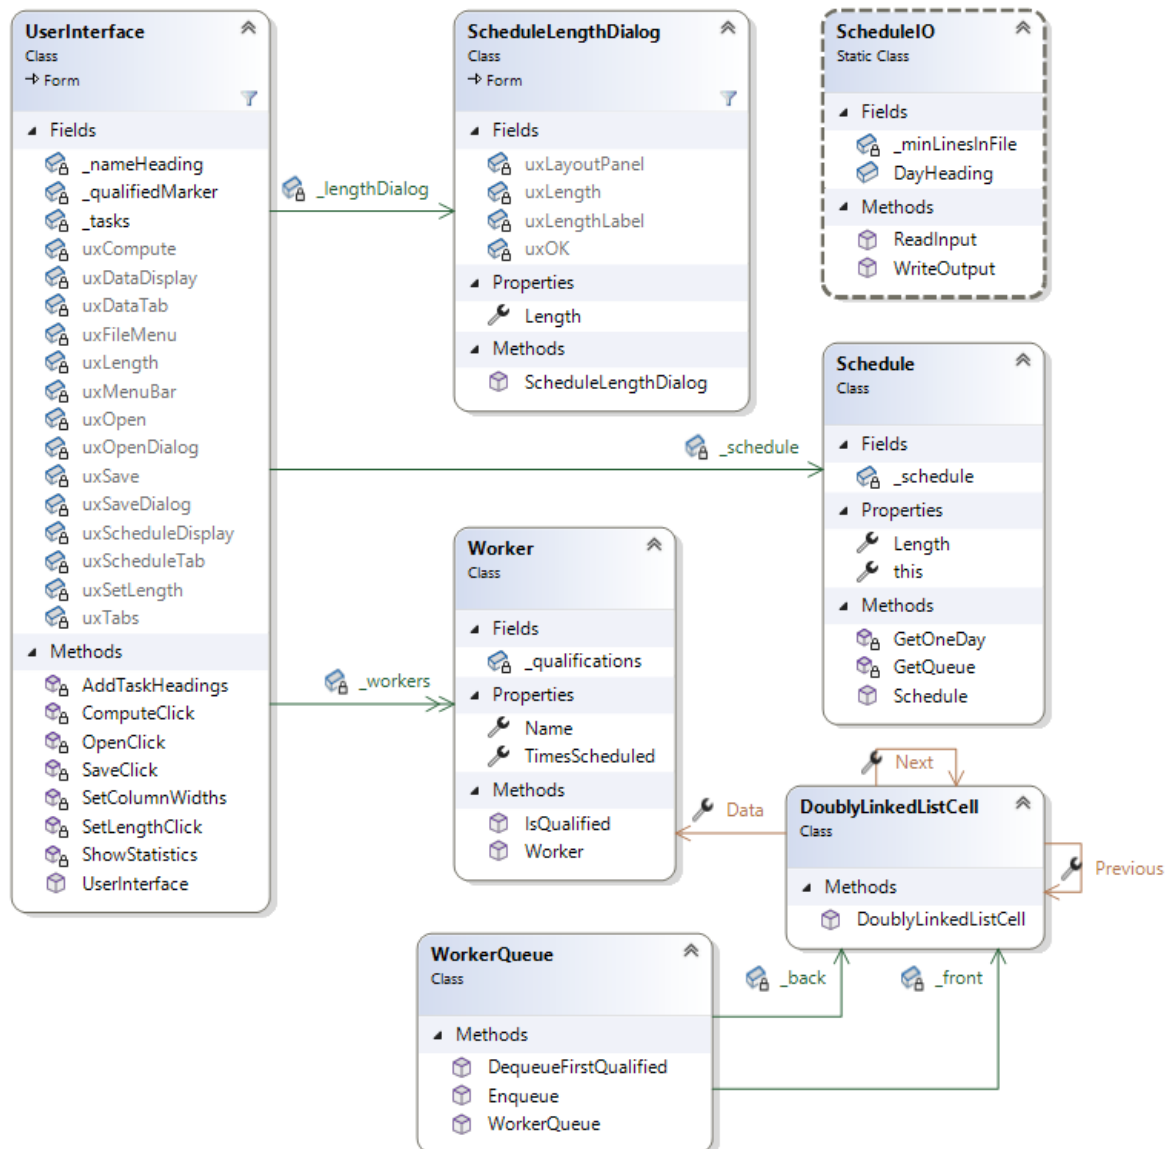 UserInterface
Class
Form
Fields
_nameHeading
_qualifiedMarker
_tasks
uxCompute
uxDataDisplay
uxDataTab
uxFileMenu
uxLength
uxMenuBar
uxOpen
uxOpenDialog
uxSave
uxSaveDialog
uxScheduleDisplay
uxScheduleTab
uxSetLength
uxTabs
Methods
AddTaskHeadings
ComputeClick
OpenClick
SaveClick
SetColumnWidths
SetLengthClick
ShowStatistics
UserInterface
_lengthDialog
ScheduleLengthDialog
Class
Form
Fields
uxLayoutPanel
uxLength
uxLengthLabel
uxOK
Properties
Length
Methods
ScheduleLengthDialog
ScheduleIO
Static Class
Fields
_minLinesInFile
DayHeading
Methods
ReadInput
WriteOutput
_schedule
Schedule
Class
Fields
_schedule
Properties
Length
this
Methods
GetOneDay
GetQueue
Schedule
_workers
Worker
Class
Fields
_qualifications
Properties
Name
TimesScheduled
Methods
IsQualified
Worker
Data
Next
Previous
DoublyLinkedListCell
Class
Methods
DoublyLinkedListCell
WorkerQueue
Class
Methods
DequeueFirstQualified
Enqueue
WorkerQueue
_back
_front